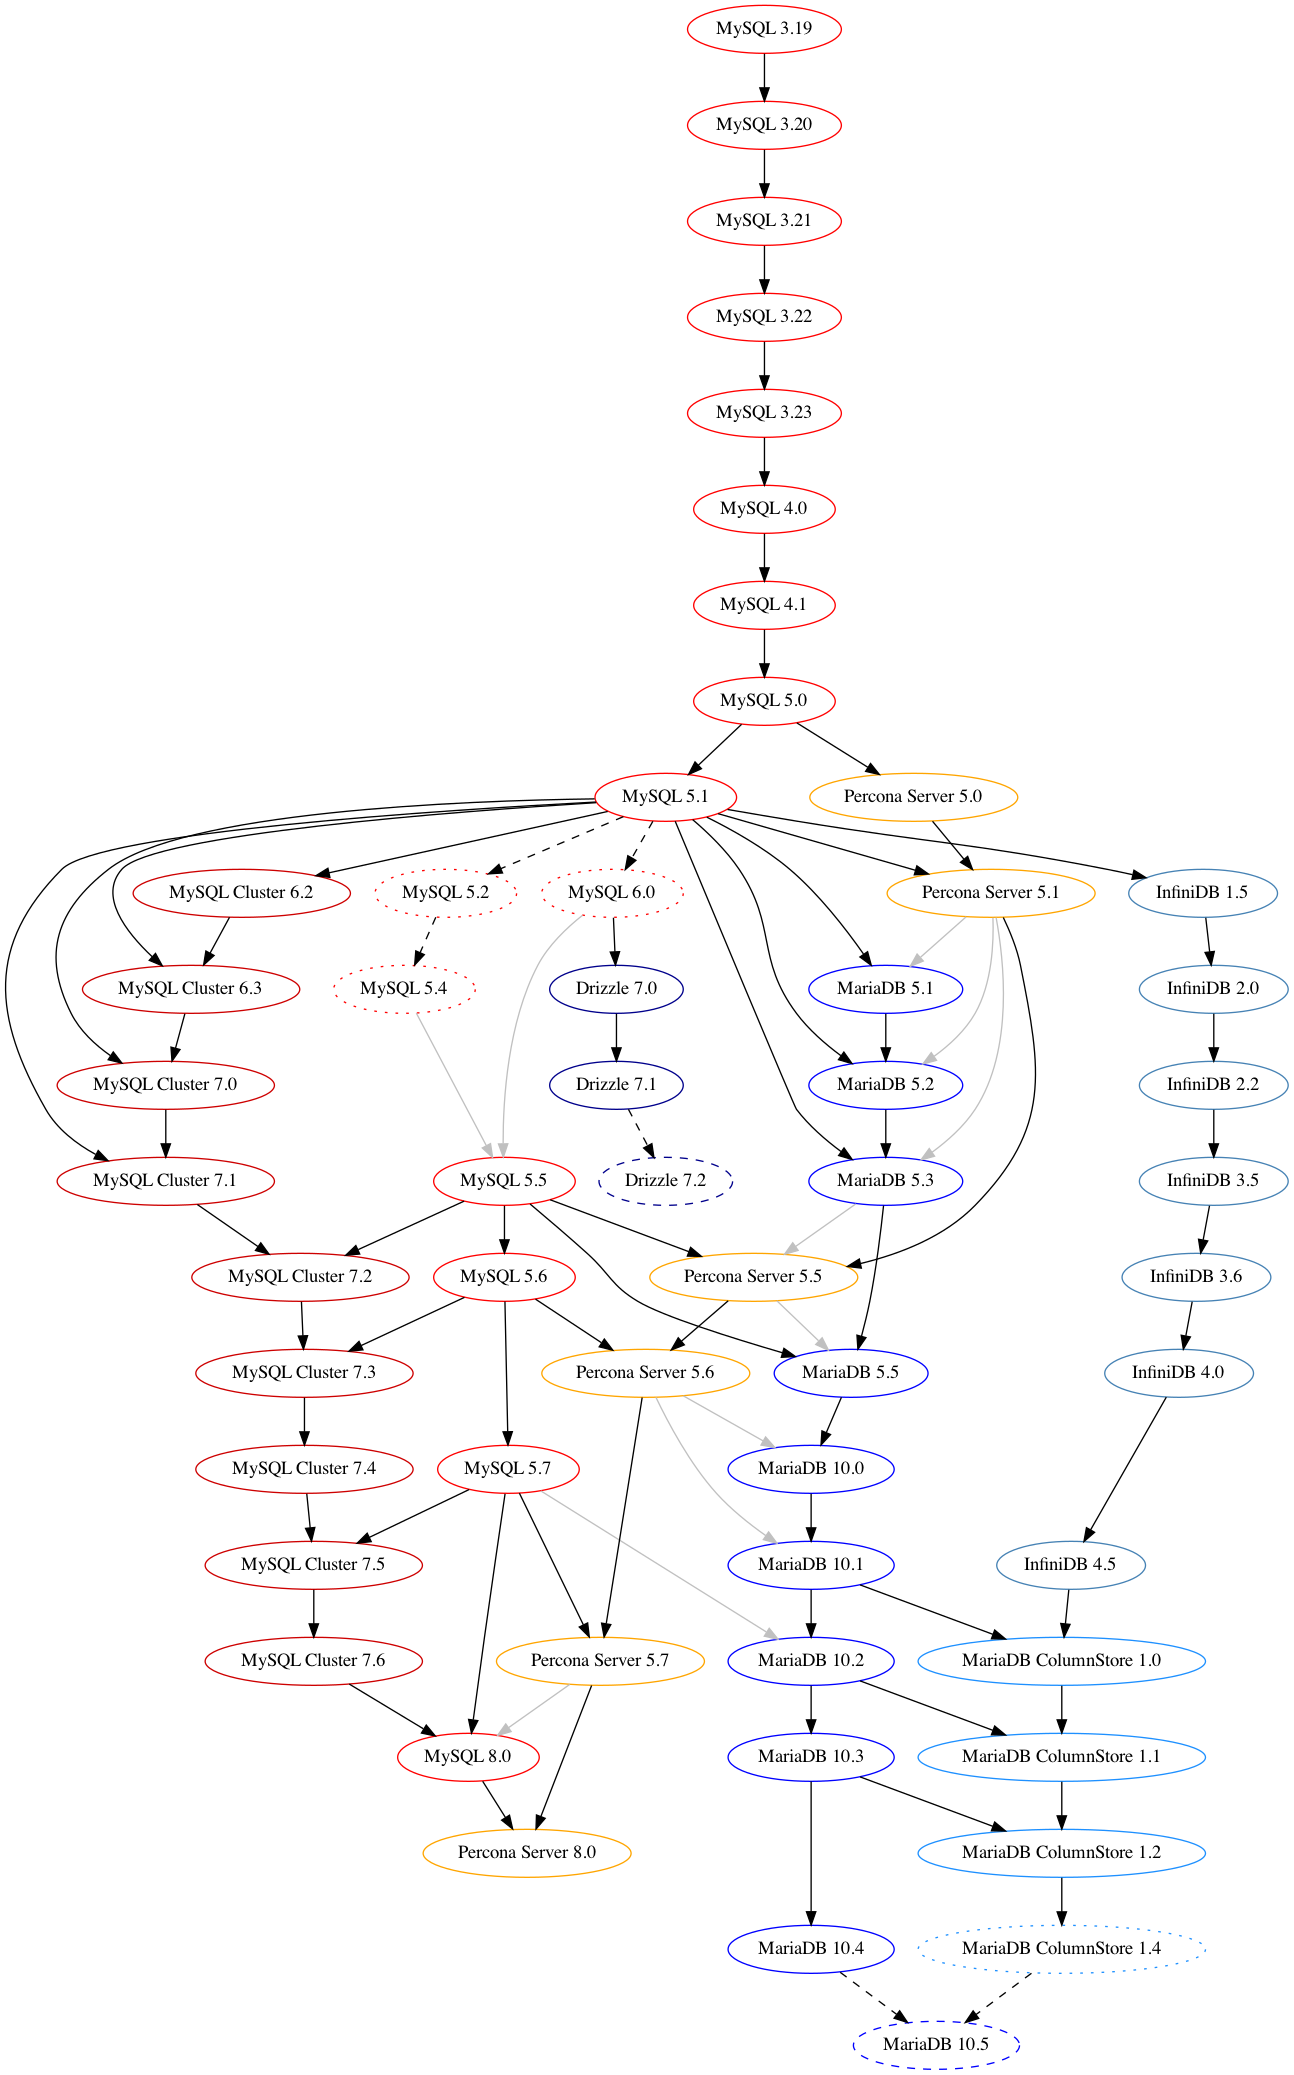 MySQL 3.19
MySQL 3.20
MySQL 3.21
MySQL 3.22
MySQL 3.23
MySQL 4.0
MySQL 4.1
MySQL 5.0
MySQL 5.1
Percona Server 5.0
MySQL Cluster 6.2
MySQL 5.2
MySQL 6.0
Percona Server 5.1
InfiniDB 1.5
MySQL Cluster 6.3
MySQL 5.4
Drizzle 7.0
MariaDB 5.1
InfiniDB 2.0
MySQL Cluster 7.0
Drizzle 7.1
MariaDB 5.2
InfiniDB 2.2
MySQL Cluster 7.1
MySQL 5.5
Drizzle 7.2
MariaDB 5.3
InfiniDB 3.5
MySQL Cluster 7.2
MySQL 5.6
Percona Server 5.5
InfiniDB 3.6
MySQL Cluster 7.3
Percona Server 5.6
MariaDB 5.5
InfiniDB 4.0
MySQL Cluster 7.4
MySQL 5.7
MariaDB 10.0
MySQL Cluster 7.5
MariaDB 10.1
InfiniDB 4.5
MySQL Cluster 7.6
Percona Server 5.7
MariaDB 10.2
MariaDB ColumnStore 1.0
MySQL 8.0
MariaDB 10.3
MariaDB ColumnStore 1.1
Percona Server 8.0
MariaDB ColumnStore 1.2
MariaDB 10.4
MariaDB ColumnStore 1.4
MariaDB 10.5